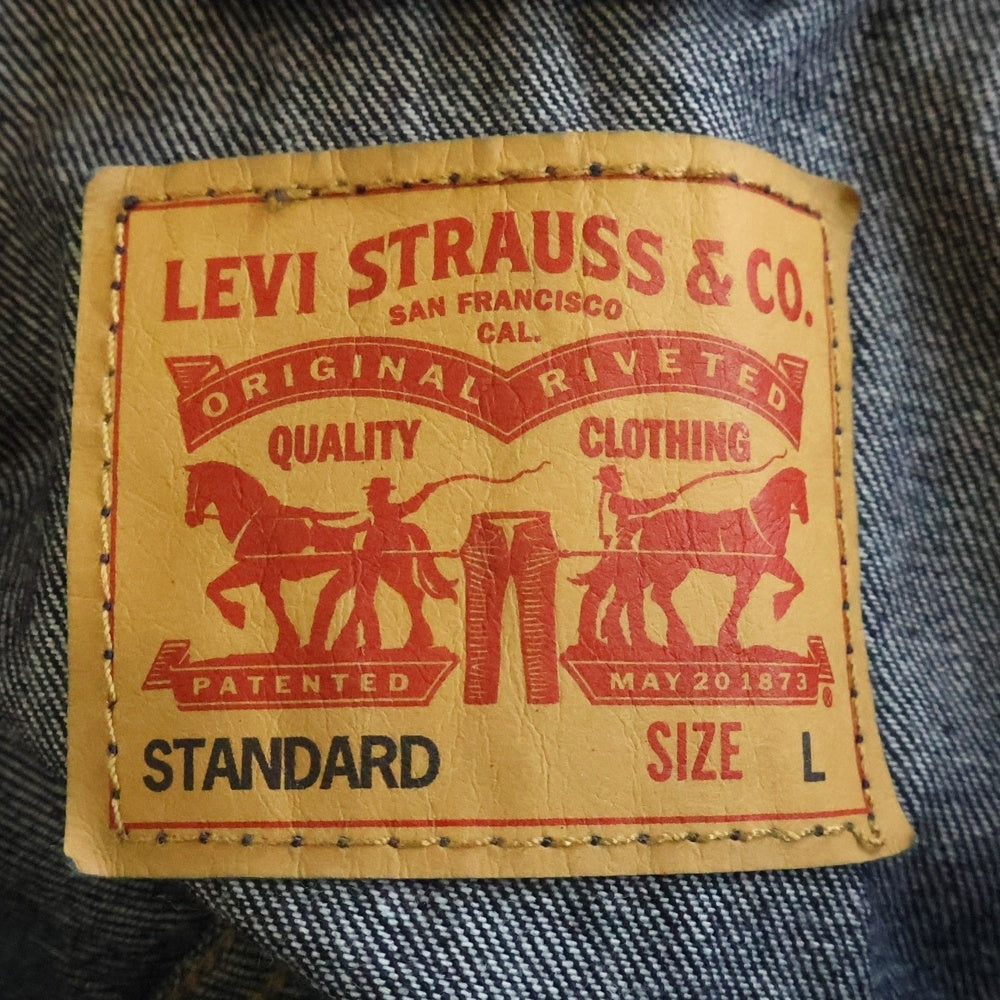 LEVI STRAUSS & CO.
SAN FRANCISCO
CAL.
ORIGINAL RIVETED
QUALITY CLOTHING
PATENTED MAY 20 1873
®
STANDARD SIZE L